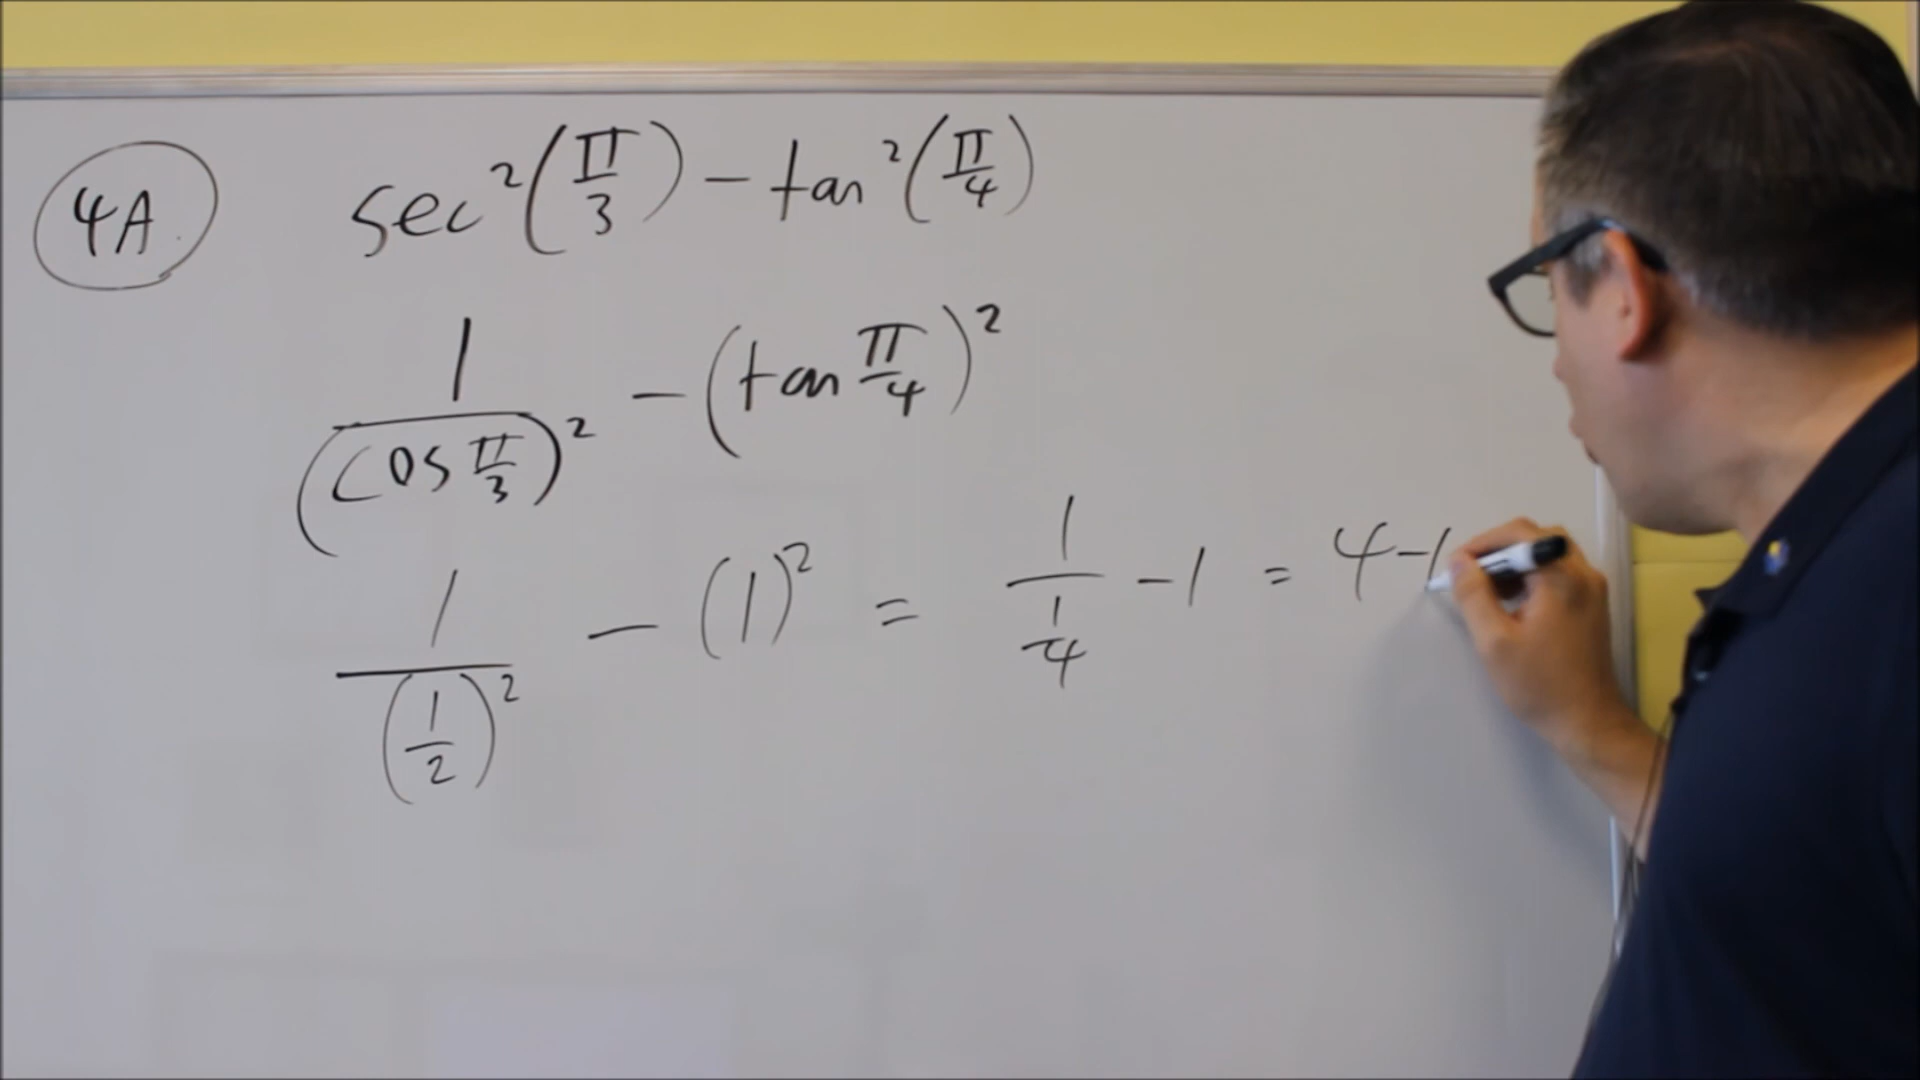 4A sec²(π/3) - tan²(π/4)
1/(cos π/3)² - (tan π/4)²
1/(1/2)² - (1)² = 1/(1/4) - 1 = 4-1